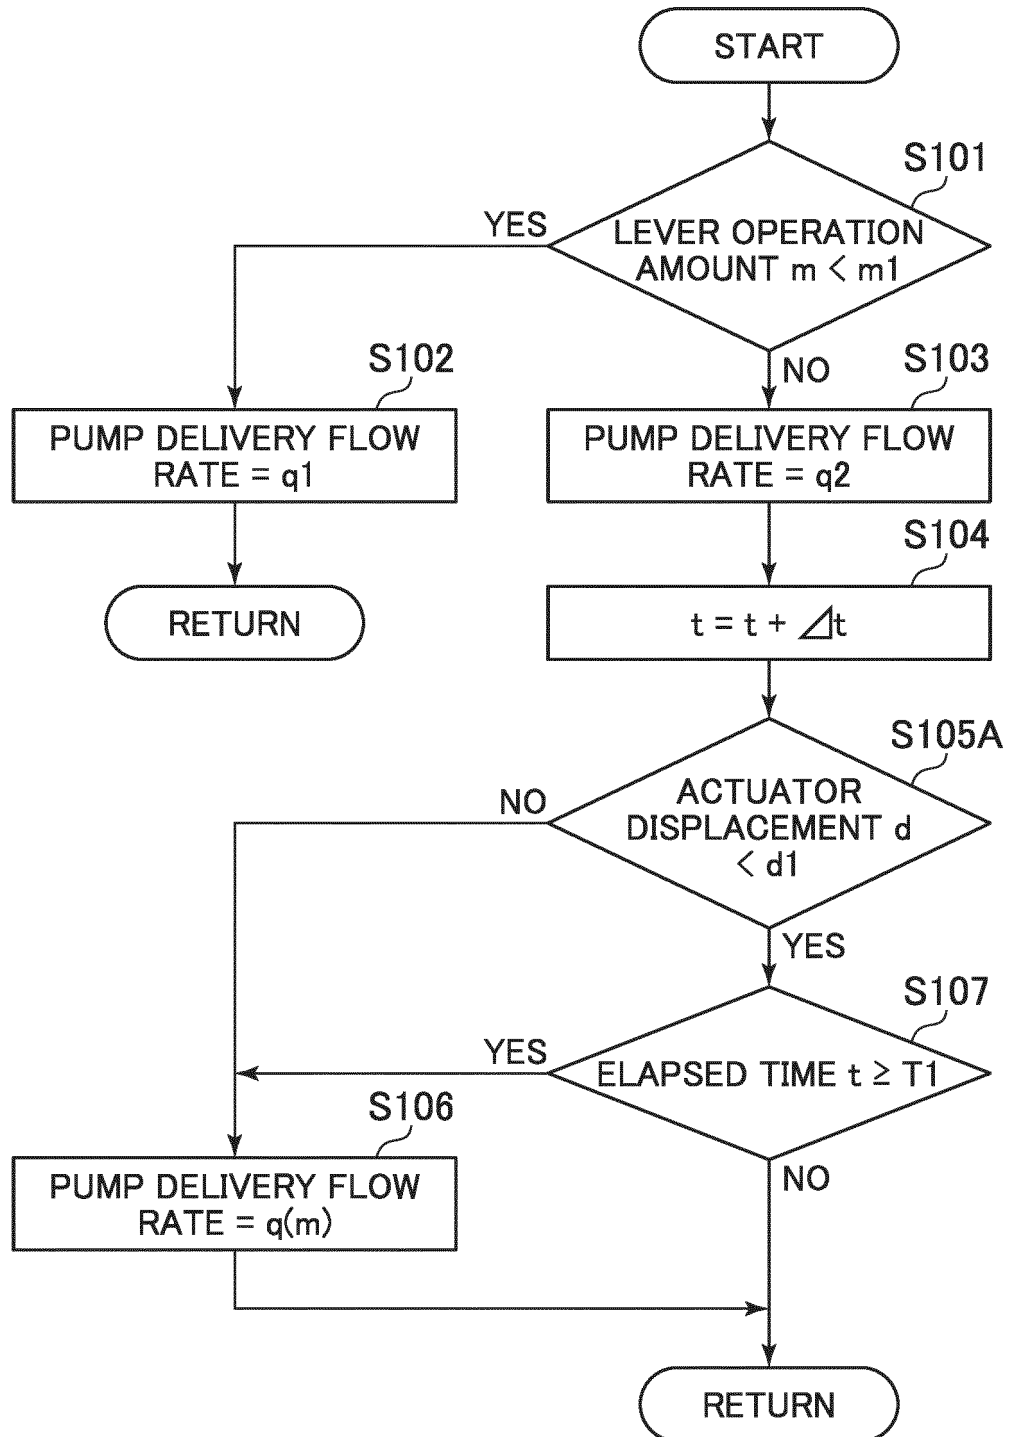 START
S101
YES
LEVER OPERATION
AMOUNT m < m1
S102
NO
S103
PUMP DELIVERY FLOW
RATE = q1
PUMP DELIVERY FLOW
RATE = q2
S104
RETURN
t = t + ⊿t
S105A
NO
ACTUATOR
DISPLACEMENT d
< d1
YES
S107
YES
ELAPSED TIME t ≥ T1
S106
NO
PUMP DELIVERY FLOW
RATE = q(m)
RETURN